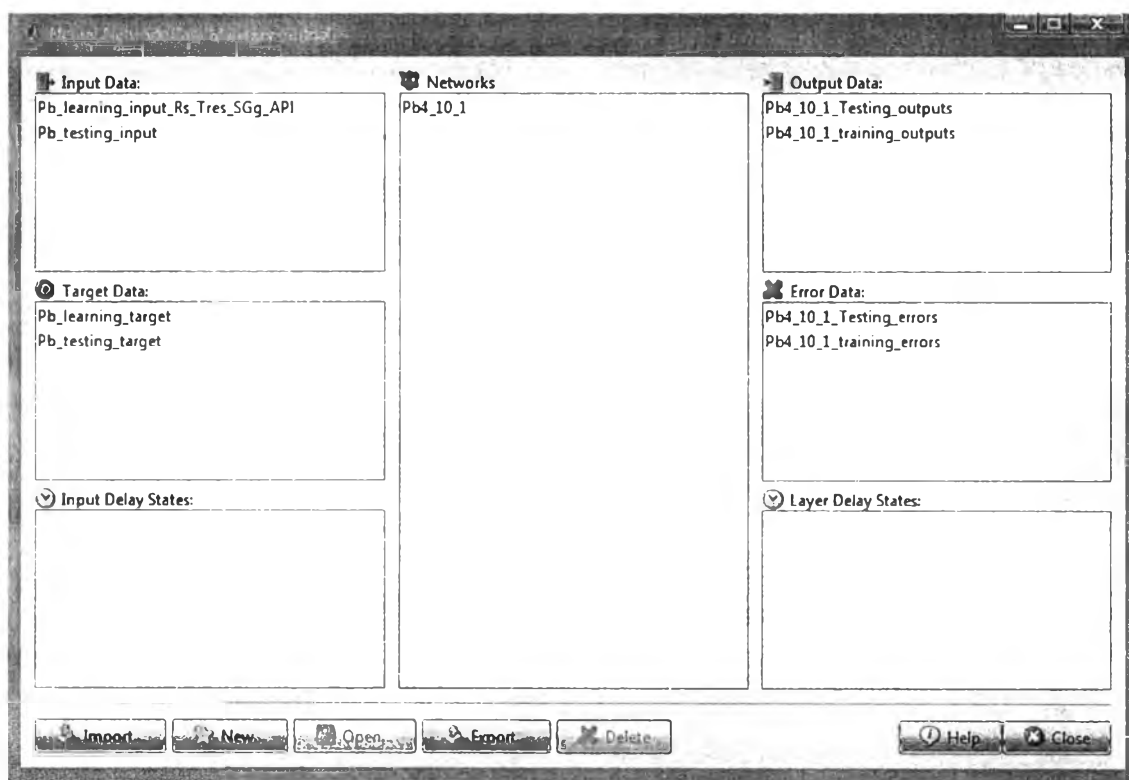 Input Data:
Pb_learning_input_Rs_Tres_SGg_API
Pb_testing_input
Target Data:
Pb_learning_target
Pb_testing_target
Input Delay States:
Networks
Pb4_10_1
Output Data:
Pb4_10_1_Testing_outputs
Pb4_10_1_training_outputs
Error Data:
Pb4_10_1_Testing_errors
Pb4_10_1_training_errors
Layer Delay States:
Import
New
Open
Export
Delete
Help
Close